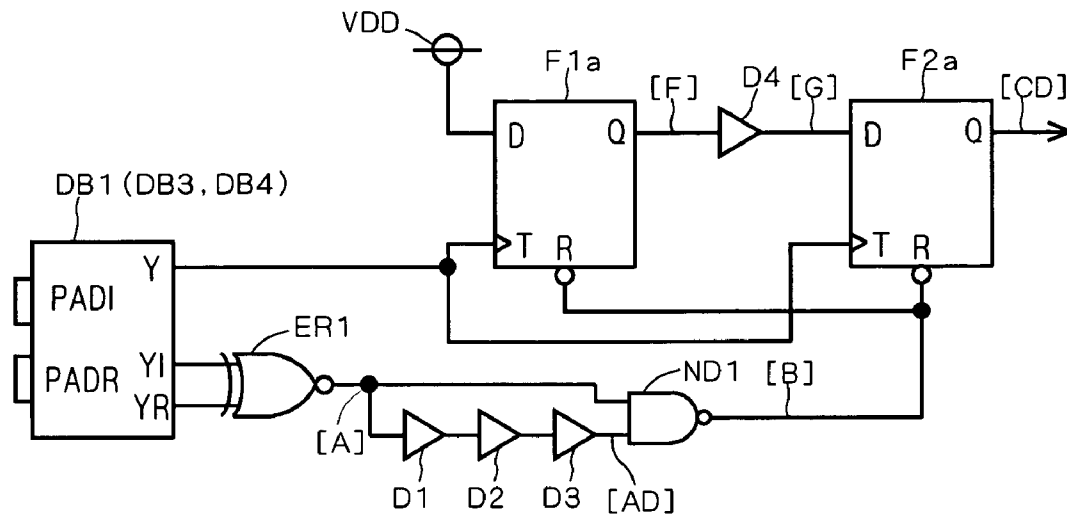 VDD
F1a
[F]
D4
[G]
F2a
[CD]
D
Q
D
Q
DB1(DB3,DB4)
T
R
T
R
Y
PADI
ER1
YI
PADR
YR
ND1
[B]
[A]
D1
D2
D3
[AD]